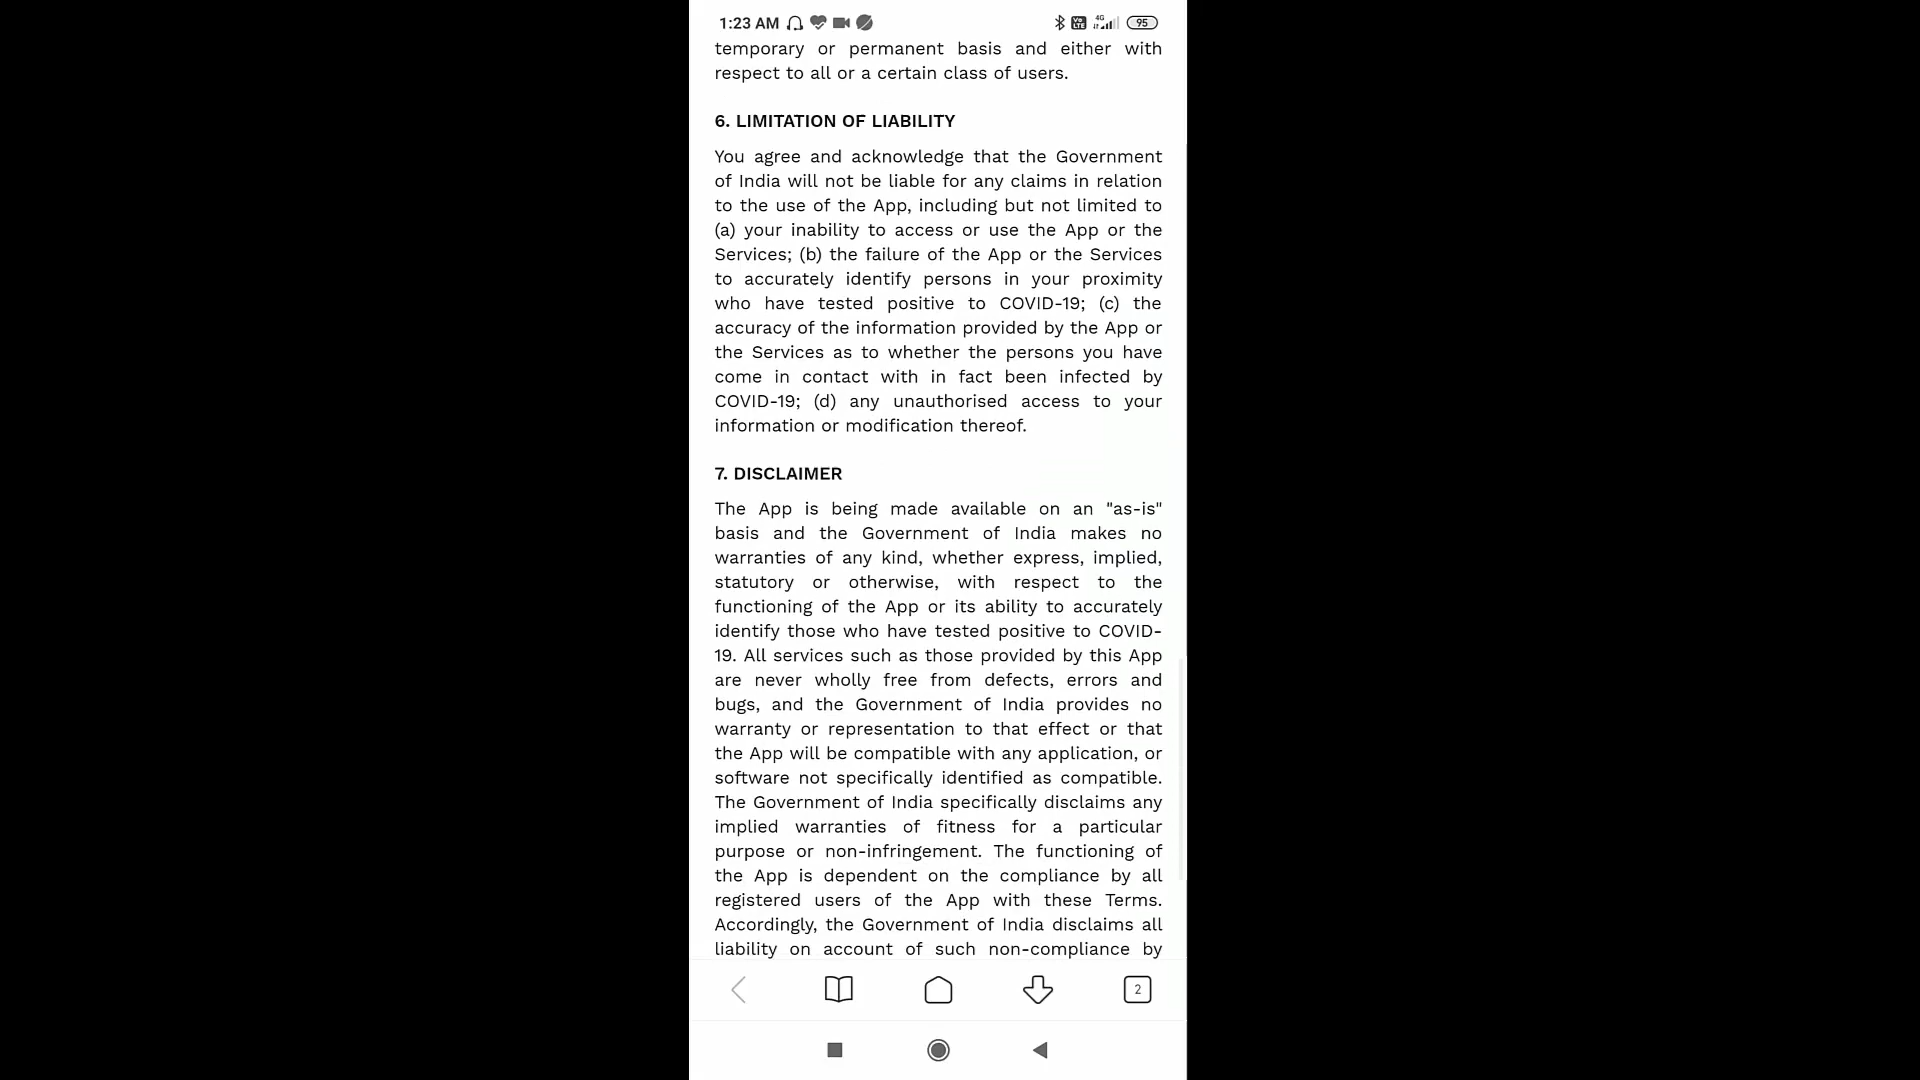 1:23 AM
4G
Vo
LTE
95
temporary or permanent basis and either with
respect to all or a certain class of users.
6. LIMITATION OF LIABILITY
You agree and acknowledge that the Government
of India will not be liable for any claims in relation
to the use of the App, including but not limited to
(a) your inability to access or use the App or the
Services; (b) the failure of the App or the Services
to accurately identify persons in your proximity
who have tested positive to COVID-19; (c) the
accuracy of the information provided by the App or
the Services as to whether the persons you have
come in contact with in fact been infected by
COVID-19; (d) any unauthorised access to your
information or modification thereof.
7. DISCLAIMER
The App is being made available on an "as-is"
basis and the Government of India makes no
warranties of any kind, whether express, implied,
statutory or otherwise, with respect to the
functioning of the App or its ability to accurately
identify those who have tested positive to COVID-
19. All services such as those provided by this App
are never wholly free from defects, errors and
bugs, and the Government of India provides no
warranty or representation to that effect or that
the App will be compatible with any application, or
software not specifically identified as compatible.
The Government of India specifically disclaims any
implied warranties of fitness for a particular
purpose or non-infringement. The functioning of
the App is dependent on the compliance by all
registered users of the App with these Terms.
Accordingly, the Government of India disclaims all
liability on account of such non-compliance by
2